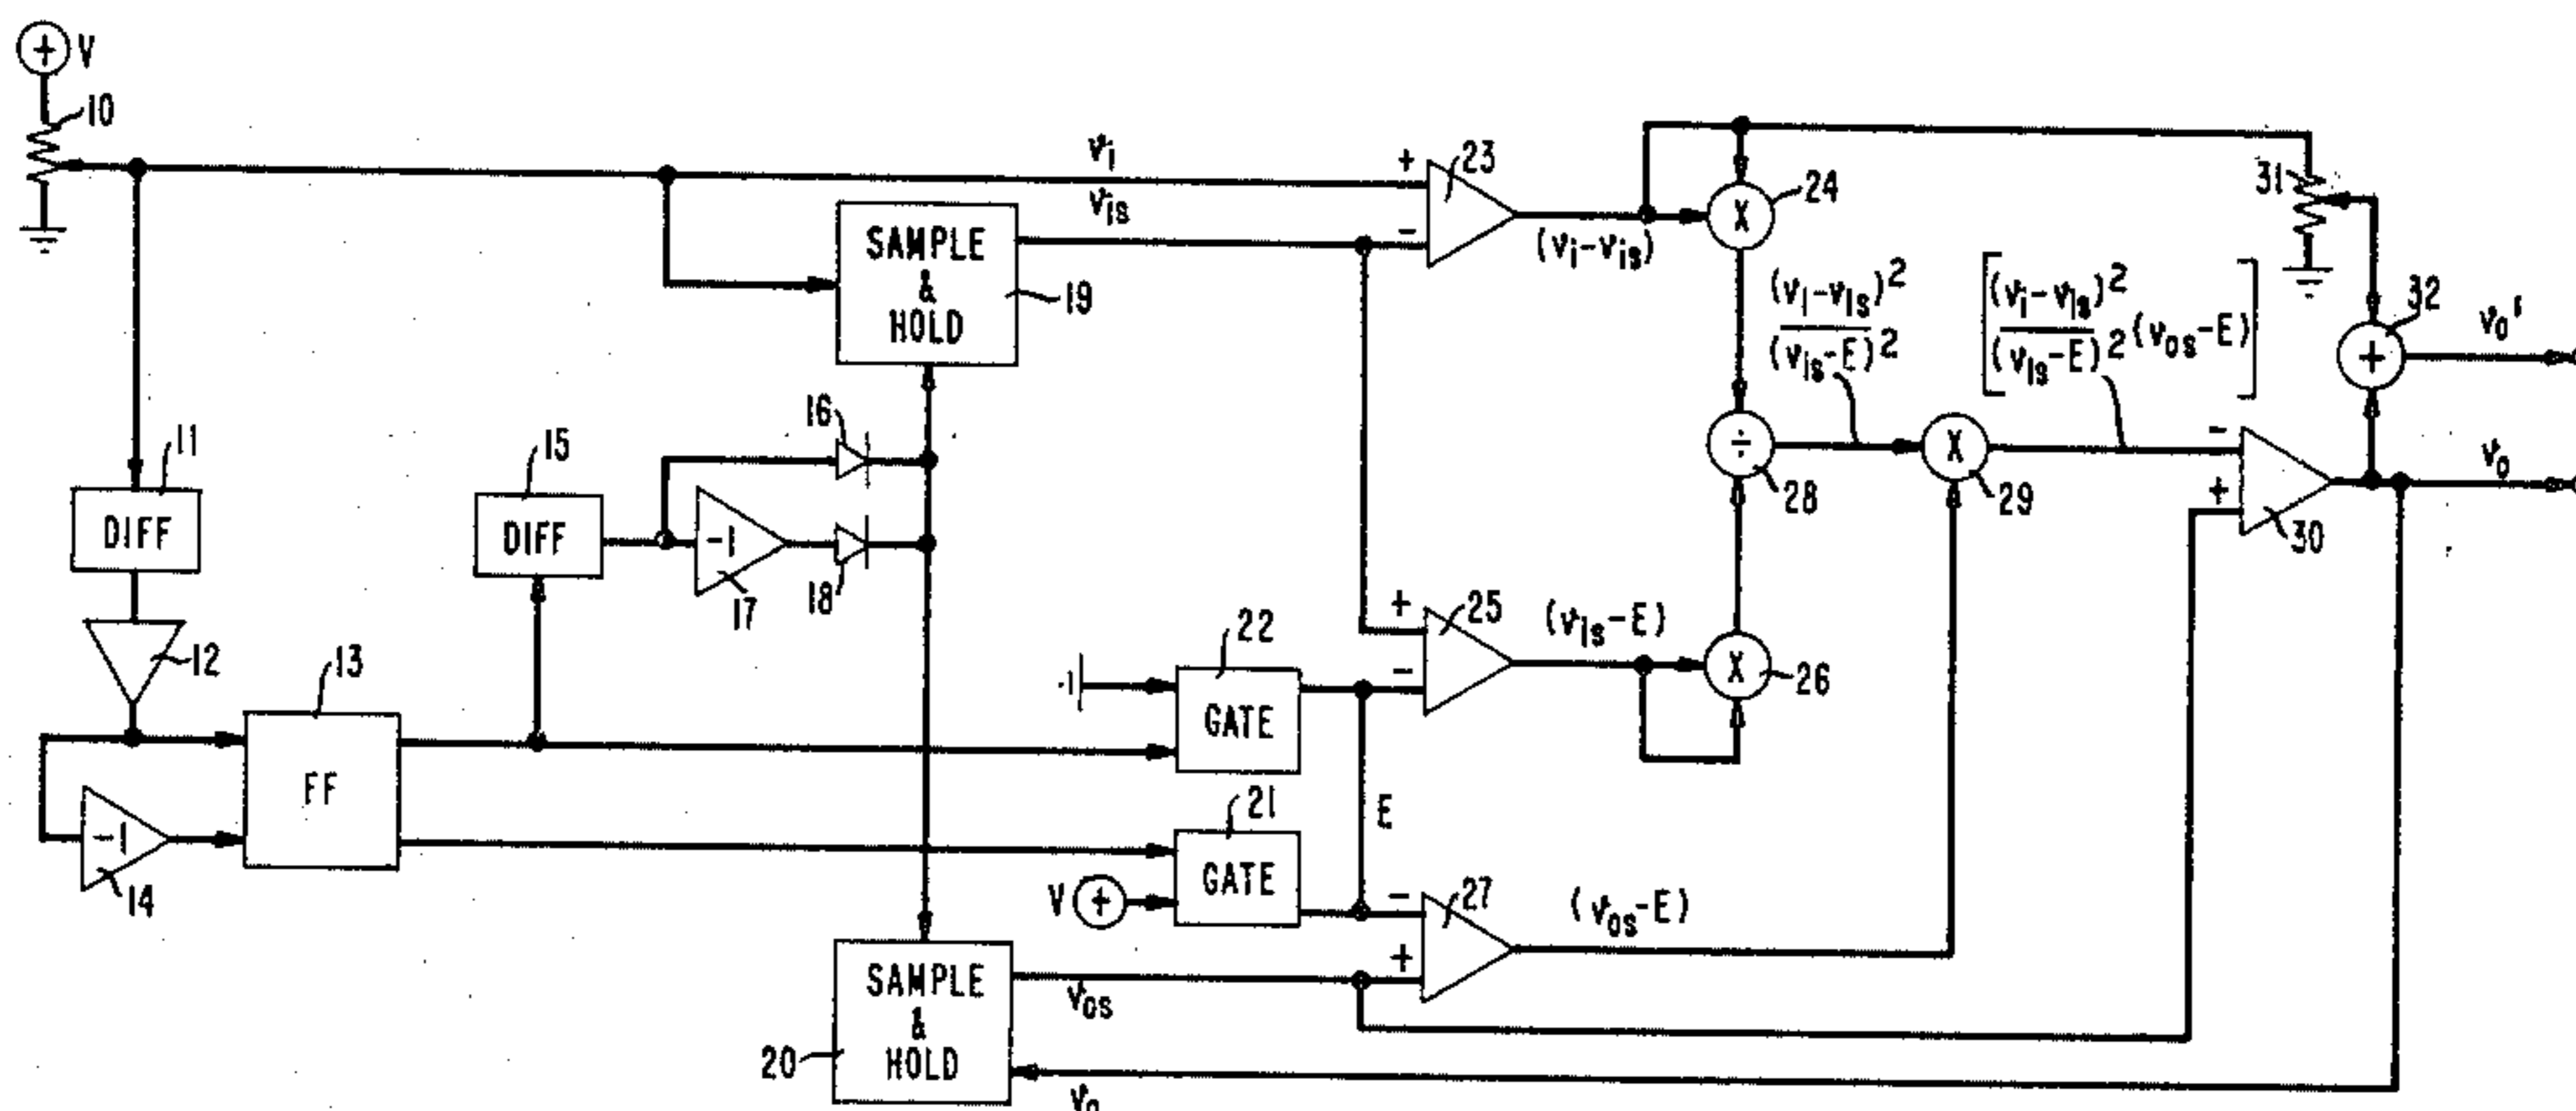 V
10
11
DIFF
12
13
FF
-1
14
15
DIFF
16
-1
17
18
SAMPLE
&
HOLD
19
SAMPLE
&
HOLD
20
vi
vis
vos
vo
22
GATE
21
GATE
V
E
+
-
23
(vi-vis)
X
24
+
-
25
(vis-E)
X
26
-
+
27
(vos-E)
÷
28
(vi-vis)2
(vis-E)2
X
29
[(vi-vis)2
(vis-E)2 (vos-E)]
-
+
30
31
32
+
vo'
vo